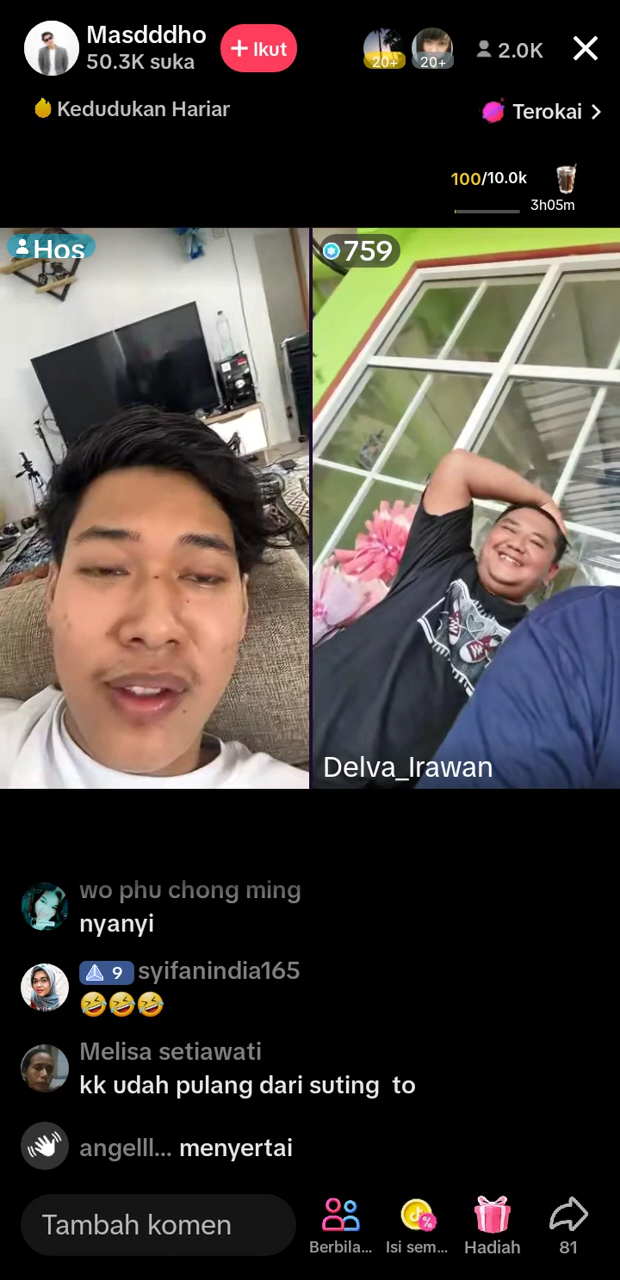 Masdddho
50.3K suka
+ Ikut
20+
20+
2.0K
Kedudukan Hariar
Terokai >
100/10.0k
3h05m
Hos
759
Delva_Irawan
wo phu chong ming
nyanyi
9 syifanindia165
🤣🤣🤣
Melisa setiawati
kk udah pulang dari suting to
angelll... menyertai
Tambah komen
Berbila...
Isi sem...
Hadiah
81